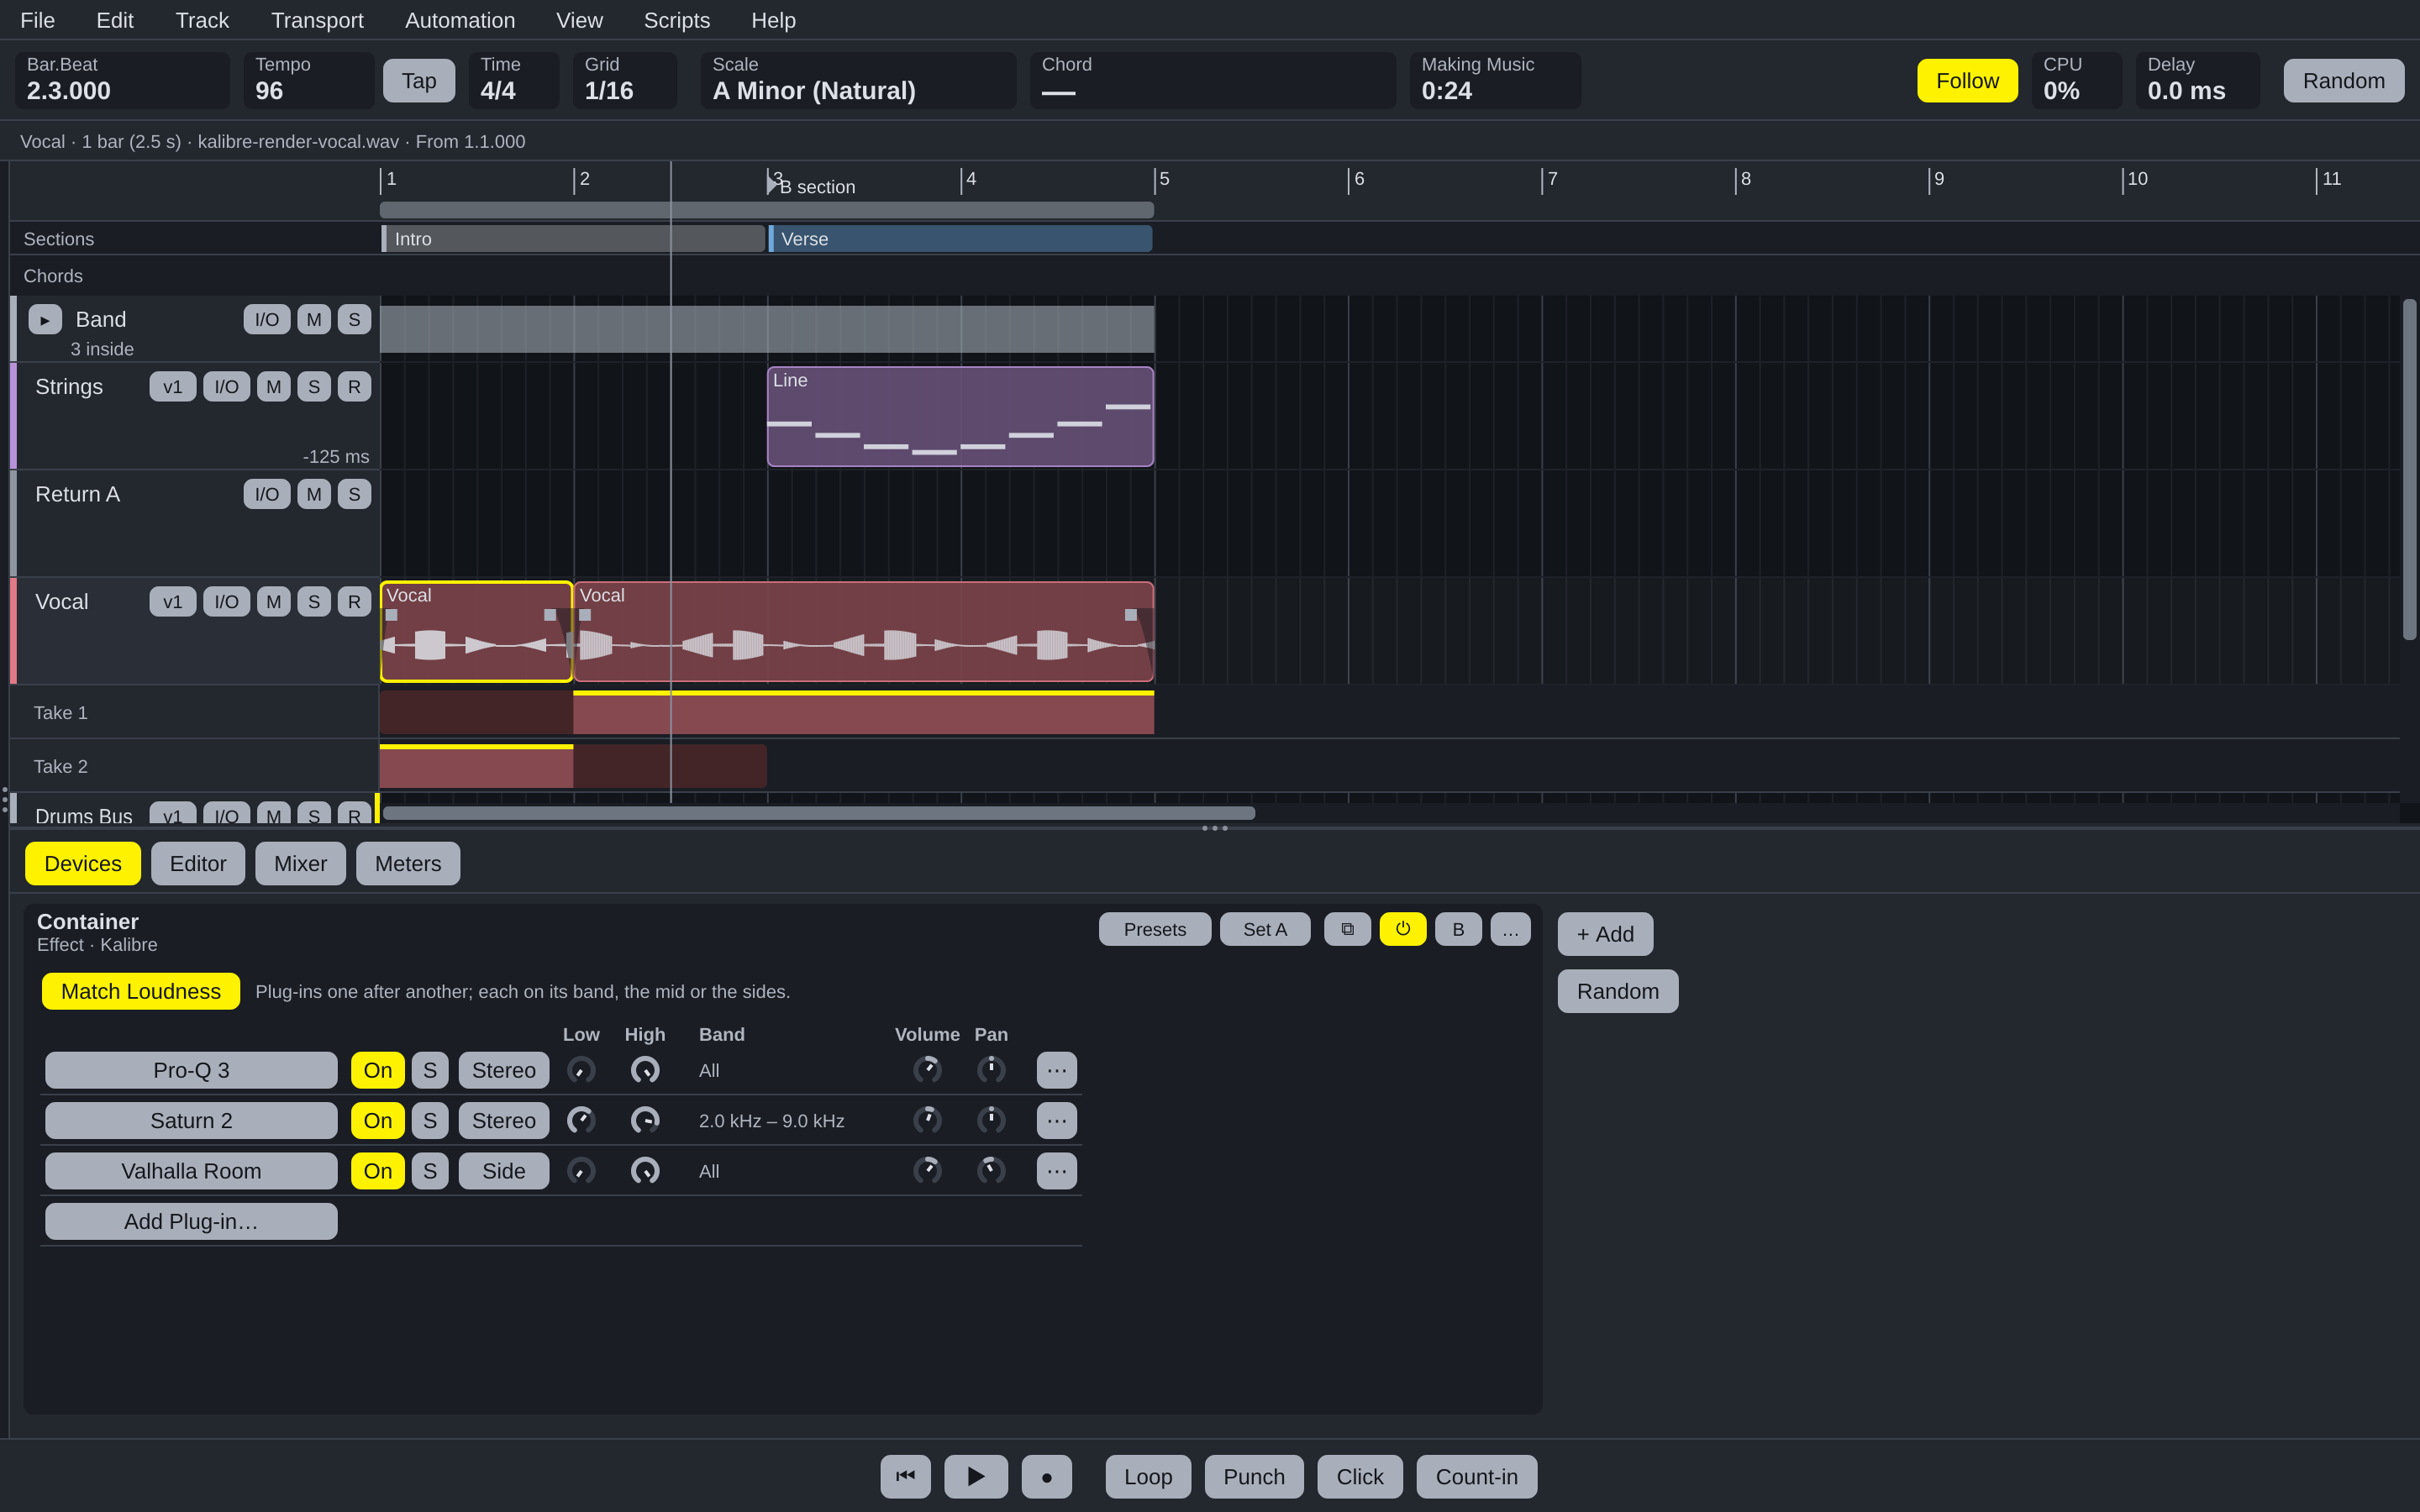 File Edit Track Transport Automation View Scripts Help
Bar.Beat Tempo Time Grid Scale Chord Making Music CPU Delay
2.3.000 96 Tap 4/4 1/16 A Minor (Natural) — 0:24 Follow 0% 0.0 ms Random
Vocal · 1 bar (2.5 s) · kalibre-render-vocal.wav · From 1.1.000
1 2 3 4 5 6 7 8 9 10 11
B section
Sections Intro Verse
Chords
Band I/O M S
3 inside
Strings v1 I/O M S R Line
-125 ms
Return A I/O M S
Vocal v1 I/O M S R Vocal Vocal
Take 1
Take 2
Drums Bus v1 I/O M S R
Devices Editor Mixer Meters
Container Presets Set A B …
Effect · Kalibre
+ Add
Match Loudness Plug-ins one after another; each on its band, the mid or the sides. Random
Low High Band Volume Pan
Pro-Q 3 On S Stereo All ...
Saturn 2 On S Stereo 2.0 kHz – 9.0 kHz ...
Valhalla Room On S Side All ...
Add Plug-in…
Loop Punch Click Count-in